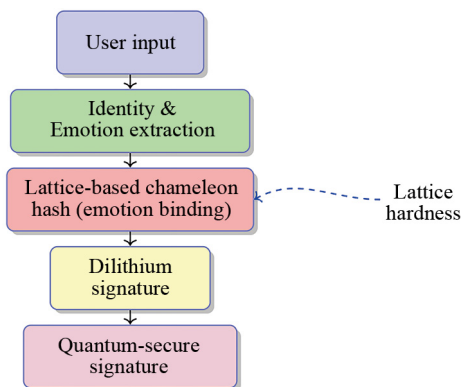 User input
Identity &
Emotion extraction
Lattice-based chameleon
hash (emotion binding)
Lattice
hardness
Dilithium
signature
Quantum-secure
signature